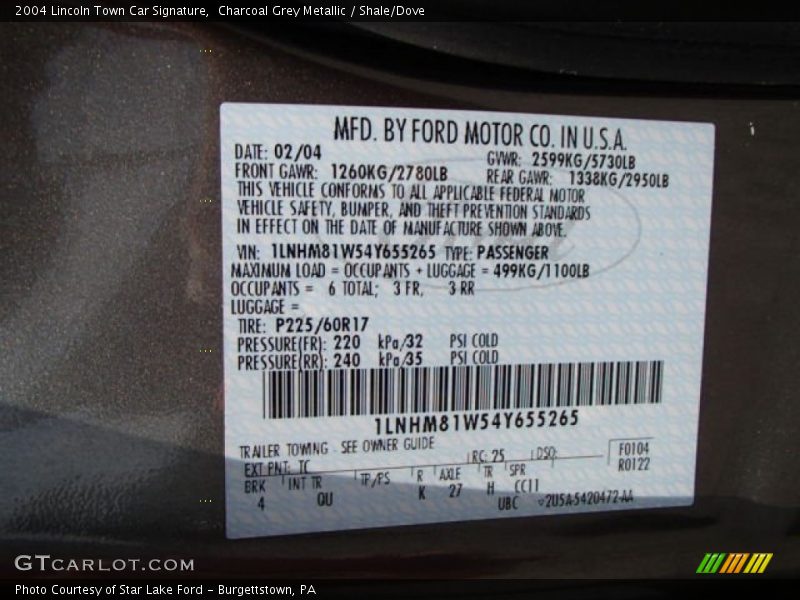 2004 Lincoln Town Car Signature,  Charcoal Grey Metallic / Shale/Dove
MFD. BY FORD MOTOR CO. IN U.S.A.
DATE: 02/04 GVWR: 2599KG/5730LB
FRONT GAWR: 1260KG/2780LB REAR GAWR: 1338KG/2950LB
THIS VEHICLE CONFORMS TO ALL APPLICABLE FEDERAL MOTOR
VEHICLE SAFETY, BUMPER, AND THEFT PREVENTION STANDARDS
IN EFFECT ON THE DATE OF MANUFACTURE SHOWN ABOVE.
VIN: 1LNHM81W54Y655265 TYPE: PASSENGER
MAXIMUM LOAD = OCCUPANTS + LUGGAGE = 499KG/1100LB
OCCUPANTS = 6 TOTAL; 3 FR, 3 RR
LUGGAGE =
TIRE: P225/60R17
PRESSURE(FR): 220 kPa/32 PSI COLD
PRESSURE(RR): 240 kPa/35 PSI COLD
1LNHM81W54Y655265
TRAILER TOWING - SEE OWNER GUIDE
EXT PNT: TC RC: 25 DSO: F0104
R0122
BRK INT TR TP/PS R AXLE TR SPR
4 QU K 27 H CC11
UBC 2U5A-5420472-AA
GTCARLOT.COM
Photo Courtesy of Star Lake Ford - Burgettstown, PA